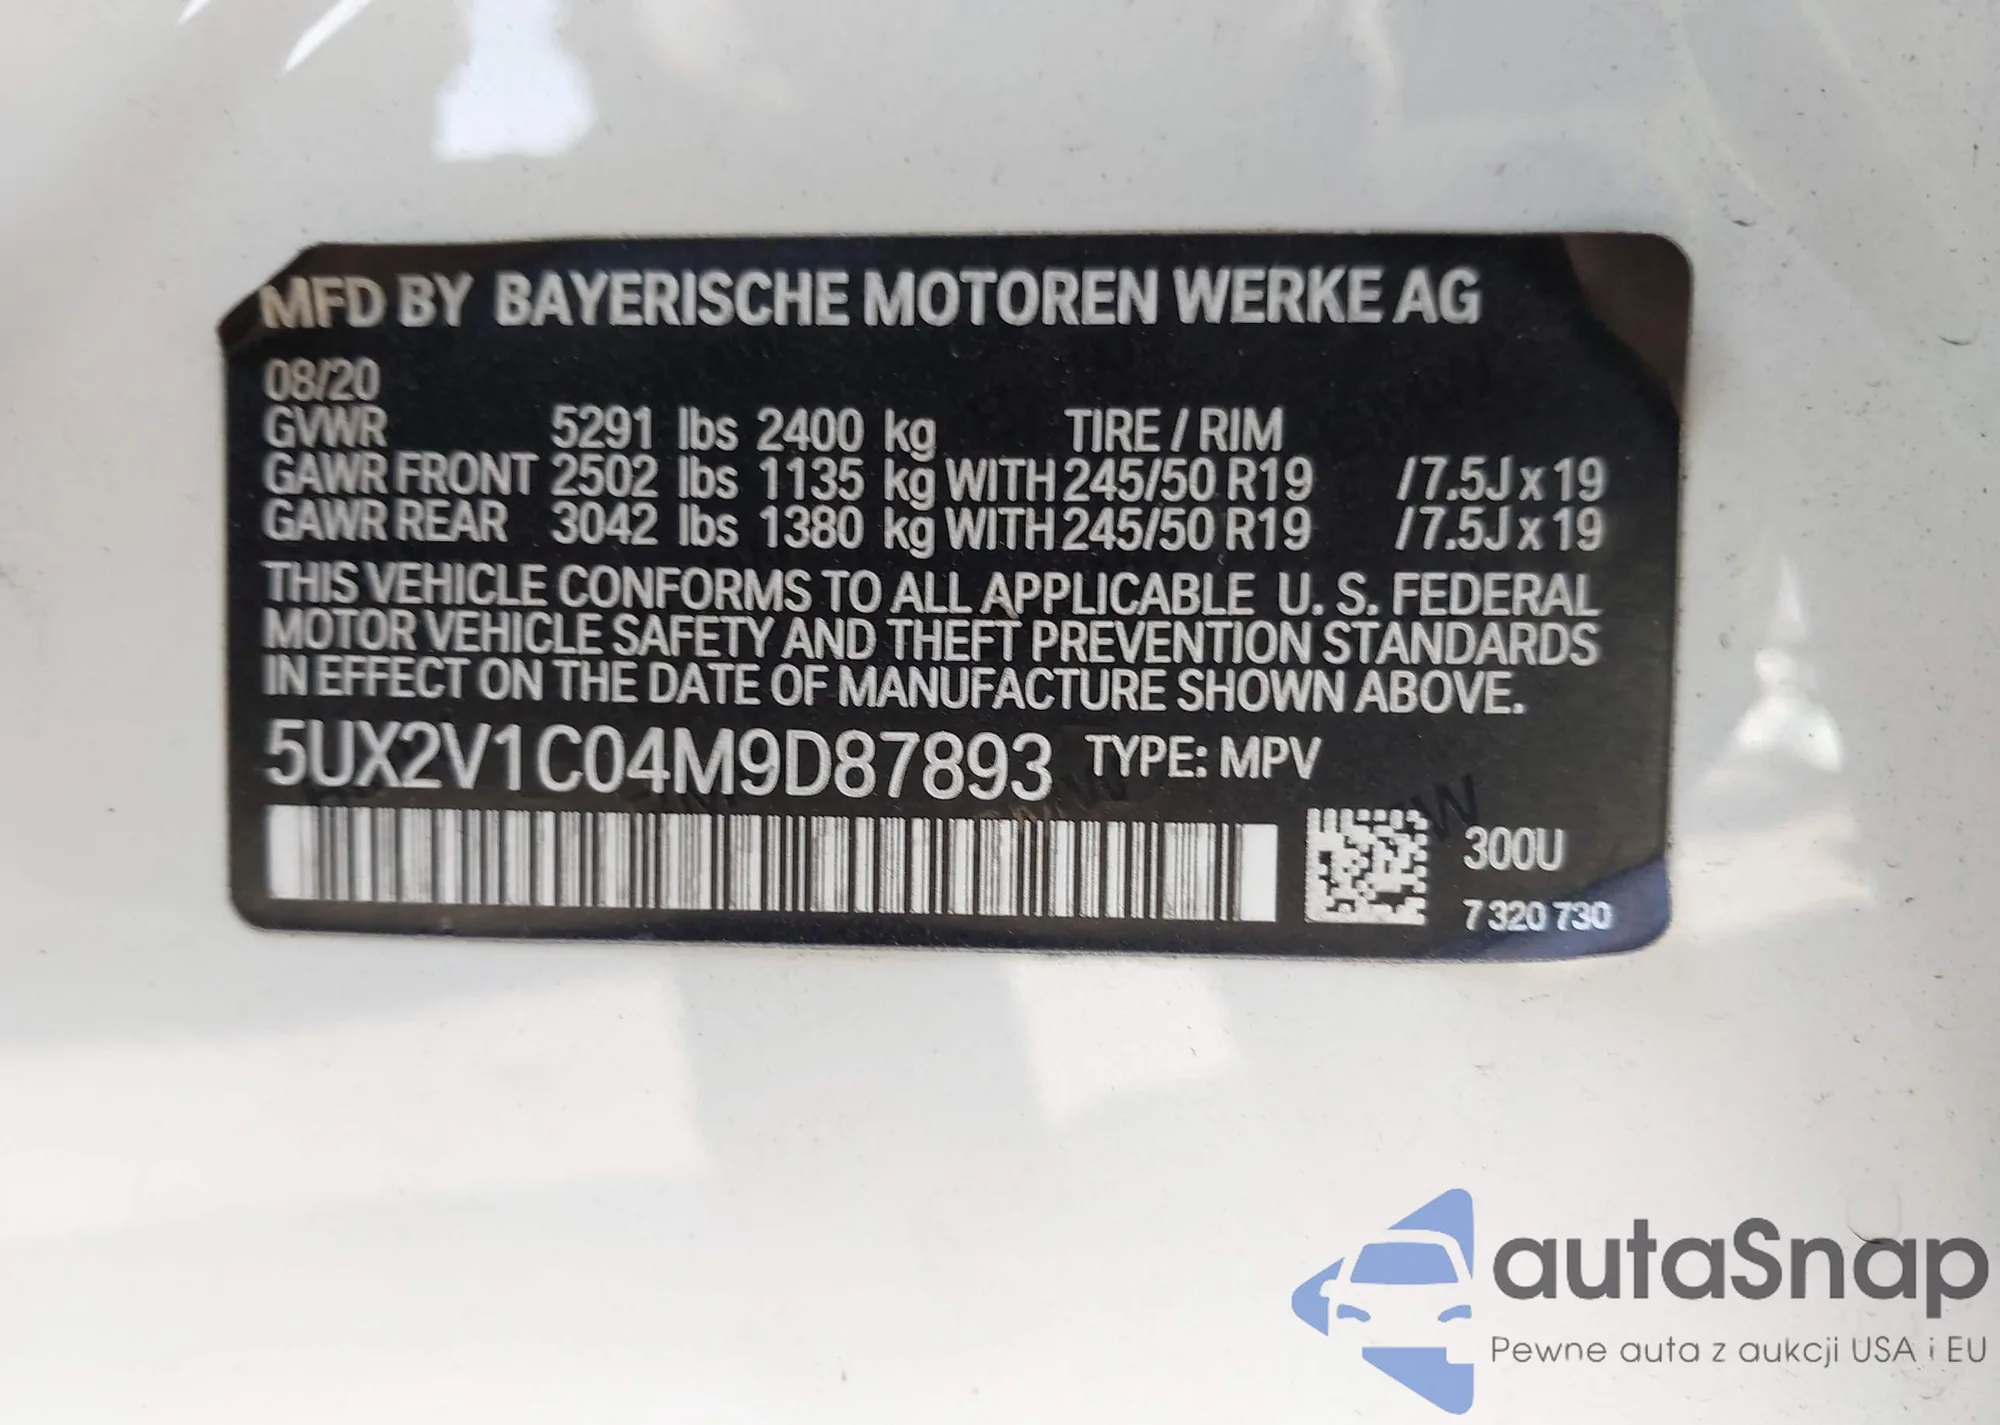 MFD BY BAYERISCHE MOTOREN WERKE AG
08/20
GVWR 5291 lbs 2400 kg TIRE / RIM
GAWR FRONT 2502 lbs 1135 kg WITH 245/50 R19 /7.5J x 19
GAWR REAR 3042 lbs 1380 kg WITH 245/50 R19 /7.5J x 19
THIS VEHICLE CONFORMS TO ALL APPLICABLE U. S. FEDERAL
MOTOR VEHICLE SAFETY AND THEFT PREVENTION STANDARDS
IN EFFECT ON THE DATE OF MANUFACTURE SHOWN ABOVE.
5UX2V1C04M9D87893 TYPE: MPV
300U
7 320 730
autaSnap
Pewne auta z aukcji USA i EU